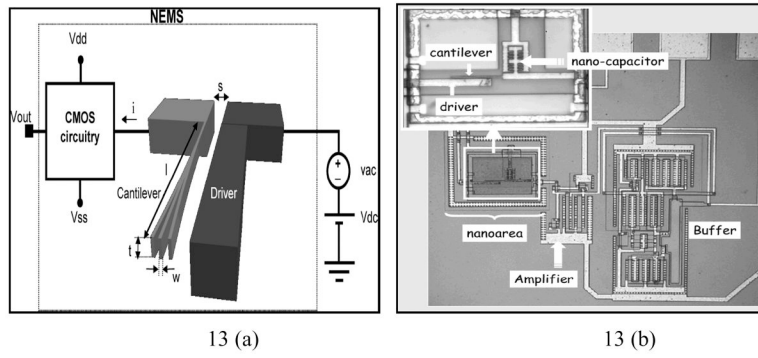 NEMS
Vdd
Vout
CMOS
circuitry
i
s
l
Cantilever
Driver
vac
Vdc
Vss
t
w
cantilever
nano-capacitor
driver
nanoarea
Amplifier
Buffer
13 (a)
13 (b)